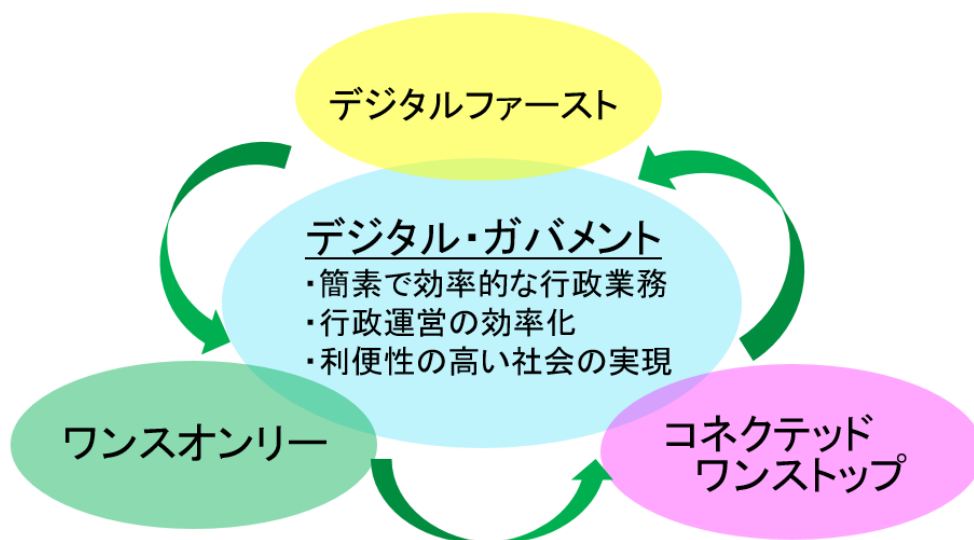 デジタルファースト
デジタル・ガバメント
・簡素で効率的な行政業務
・行政運営の効率化
・利便性の高い社会の実現
ワンスオンリー
コネクテッド
ワンストップ